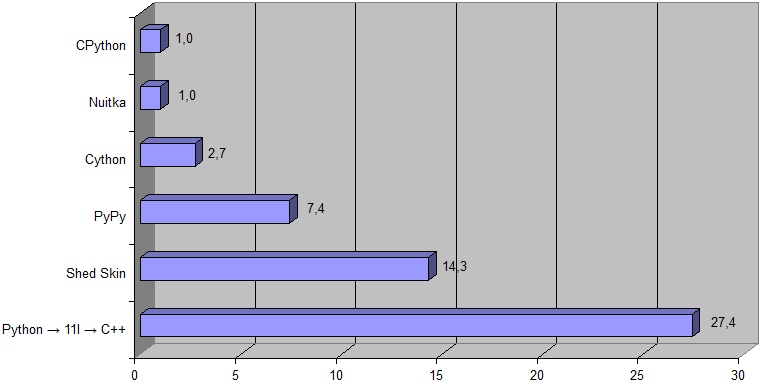 CPython 1,0
Nuitka 1,0
Cython 2,7
PyPy 7,4
Shed Skin 14,3
Python → 11l → C++ 27,4
0 5 10 15 20 25 30